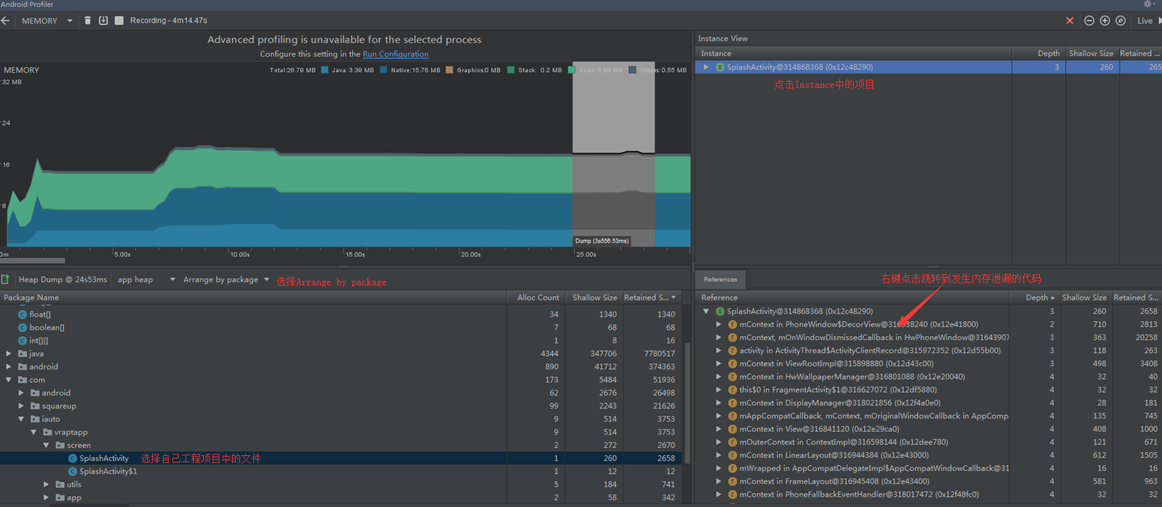 Android Profiler
MEMORY
Recording - 4m14.47s
Live
Advanced profiling is unavailable for the selected process
Configure this setting in the Run Configuration
MEMORY
32 MB
Total:26.79 MB Java:3.39 MB Native:15.76 MB Graphics:0 MB Stack: 0.2 MB
0.55 MB
24
16
8
Dump (3s556.53ms)
0m 5.00s 10.00s 15.00s 20.00s 25.00s
Heap Dump @ 24s53ms app heap Arrange by package 选择Arrange by package
Package Name Alloc Count Shallow Size Retained S...
float[] 34 1340 1340
boolean[] 7 68 68
int[][] 1 8 16
java 4344 347706 7780517
android 890 41712 374363
com 173 5484 51936
android 62 2676 26498
squareup 99 2243 21626
iauto 9 514 3753
vraptapp 9 514 3753
screen 2 272 2670
SplashActivity 选择自己工程项目中的文件 1 260 2658
SplashActivity$1 1 12 12
utils 5 184 741
app 2 58 342
Instance View
Instance Depth Shallow Size Retained ...
SplashActivity@314868368 (0x12c48290) 3 260 265
点击Instance中的项目
References
右键点击跳转到发生内存泄漏的代码
Reference Depth Shallow Size Retained S...
SplashActivity@314868368 (0x12c48290) 3 260 2658
mContext in PhoneWindow$DecorView@316938240 (0x12e41800) 2 710 2813
mContext, mOnWindowDismissedCallback in HwPhoneWindow@31643907 3 363 20258
activity in ActivityThread$ActivityClientRecord@315972352 (0x12d55b00) 3 118 263
mContext in ViewRootImpl@315898880 (0x12d43c00) 3 498 3408
mContext in HwWallpaperManager@316801088 (0x12e20040) 4 32 40
this$0 in FragmentActivity$1@316627072 (0x12df5880) 4 32 32
mContext in DisplayManager@318021856 (0x12f4a0e0) 4 28 181
mAppCompatCallback, mContext, mOriginalWindowCallback in AppComp 4 135 745
mContext in View@316841120 (0x12e29ca0) 4 408 1000
mOuterContext in ContextImpl@316598144 (0x12dee780) 4 121 671
mContext in LinearLayout@316944384 (0x12e43000) 4 612 1505
mWrapped in AppCompatDelegateImpl$AppCompatWindowCallback@31 4 16 16
mContext in FrameLayout@316945408 (0x12e43400) 4 581 963
mContext in PhoneFallbackEventHandler@318017472 (0x12f48fc0) 4 32 32